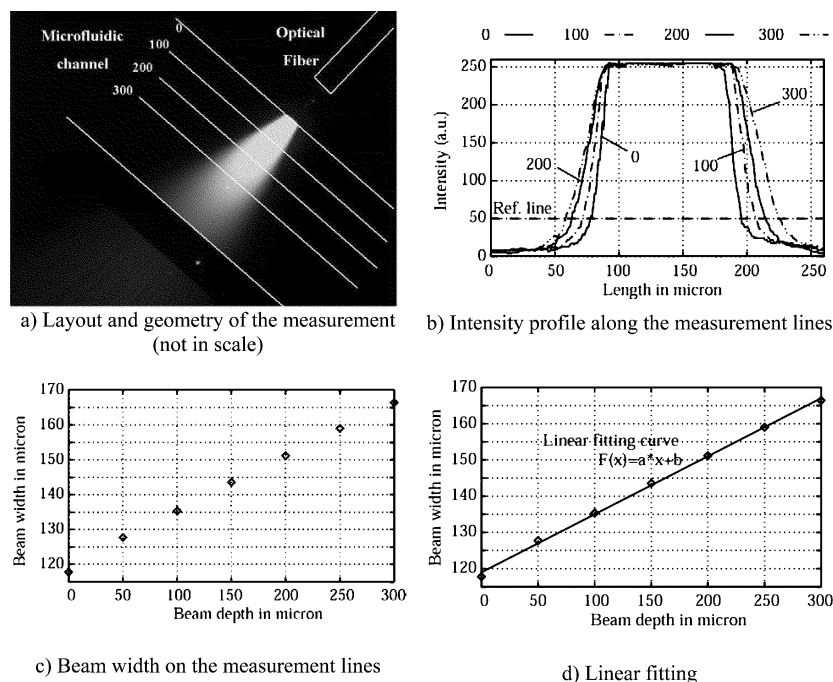 Microfluidic
channel
Optical
Fiber
0
100
200
300
a) Layout and geometry of the measurement
(not in scale)
0 100 200 300
Intensity (a.u.)
250
200
150
100
50
0
300
200
0
100
Ref. line
0 50 100 150 200 250
Length in micron
b) Intensity profile along the measurement lines
Beam width in micron
170
160
150
140
130
120
0 50 100 150 200 250 300
Beam depth in micron
c) Beam width on the measurement lines
Beam width in micron
170
160
150
140
130
120
Linear fitting curve
F(x)=a*x+b
0 50 100 150 200 250 300
Beam depth in micron
d) Linear fitting